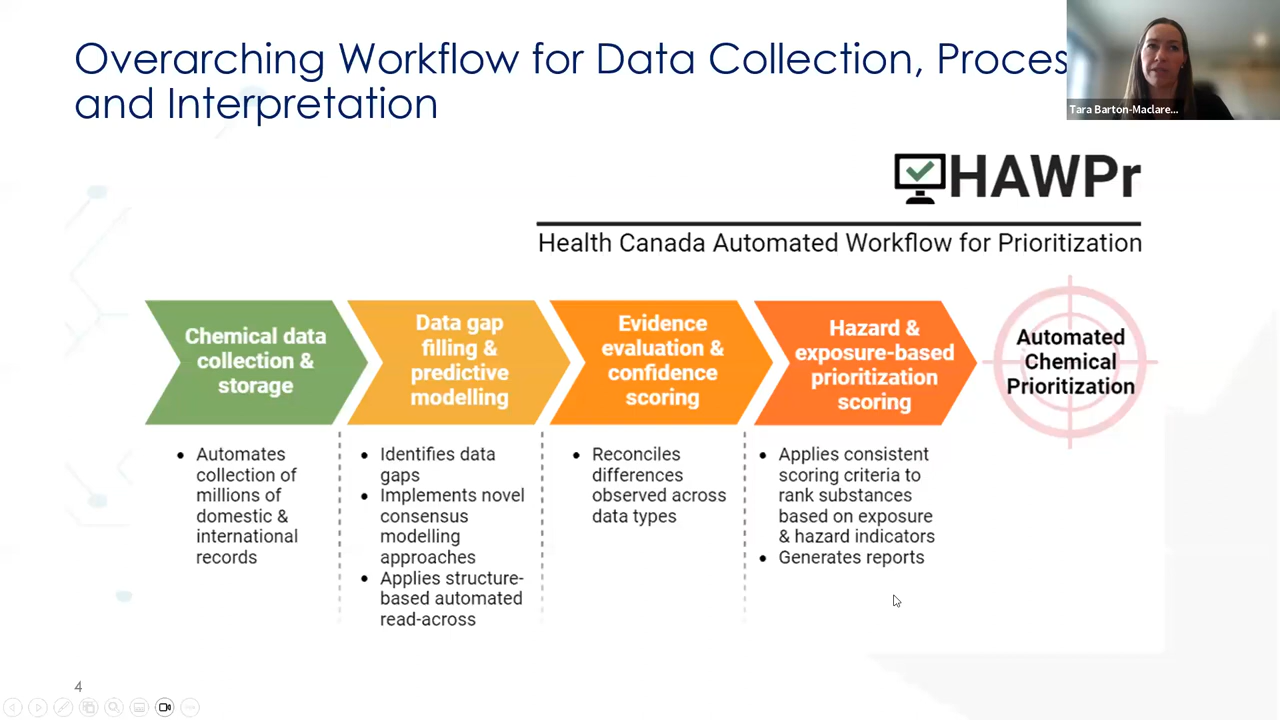 Overarching Workflow for Data Collection, Proces
and Interpretation
Tara Barton-Maclare...
HAWPr
Health Canada Automated Workflow for Prioritization
Chemical data
collection &
storage
Data gap
filling &
predictive
modelling
Evidence
evaluation &
confidence
scoring
Hazard &
exposure-based
prioritization
scoring
Automated
Chemical
Prioritization
• Automates
collection of
millions of
domestic &
international
records
• Identifies data
gaps
• Implements novel
consensus
modelling
approaches
• Applies structure-
based automated
read-across
• Reconciles
differences
observed across
data types
• Applies consistent
scoring criteria to
rank substances
based on exposure
& hazard indicators
• Generates reports
4